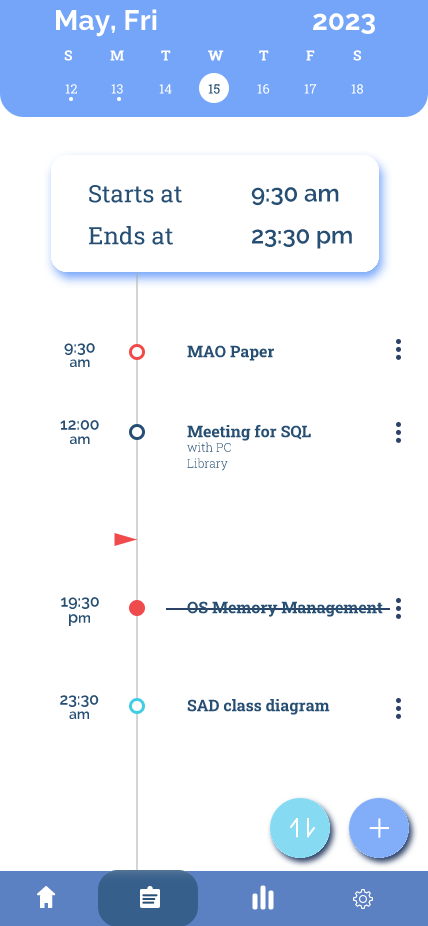 May, Fri 2023
S M T W T F S
12 13 14 15 16 17 18
Starts at 9:30 am
Ends at 23:30 pm
9:30
am
MAO Paper
12:00
am
Meeting for SQL
with PC
Library
19:30
pm
OS Memory Management
23:30
am
SAD class diagram